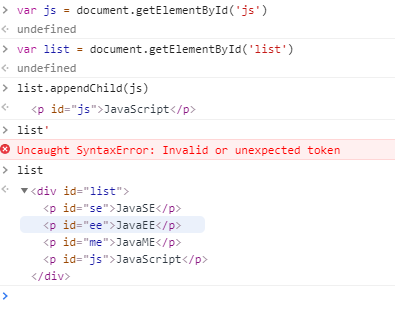 > var js = document.getElementById('js')
< undefined
> var list = document.getElementById('list')
< undefined
> list.appendChild(js)
< <p id="js">JavaScript</p>
> list'
Uncaught SyntaxError: Invalid or unexpected token
> list
< ▼<div id="list">
<p id="se">JavaSE</p>
<p id="ee">JavaEE</p>
<p id="me">JavaME</p>
<p id="js">JavaScript</p>
</div>
>